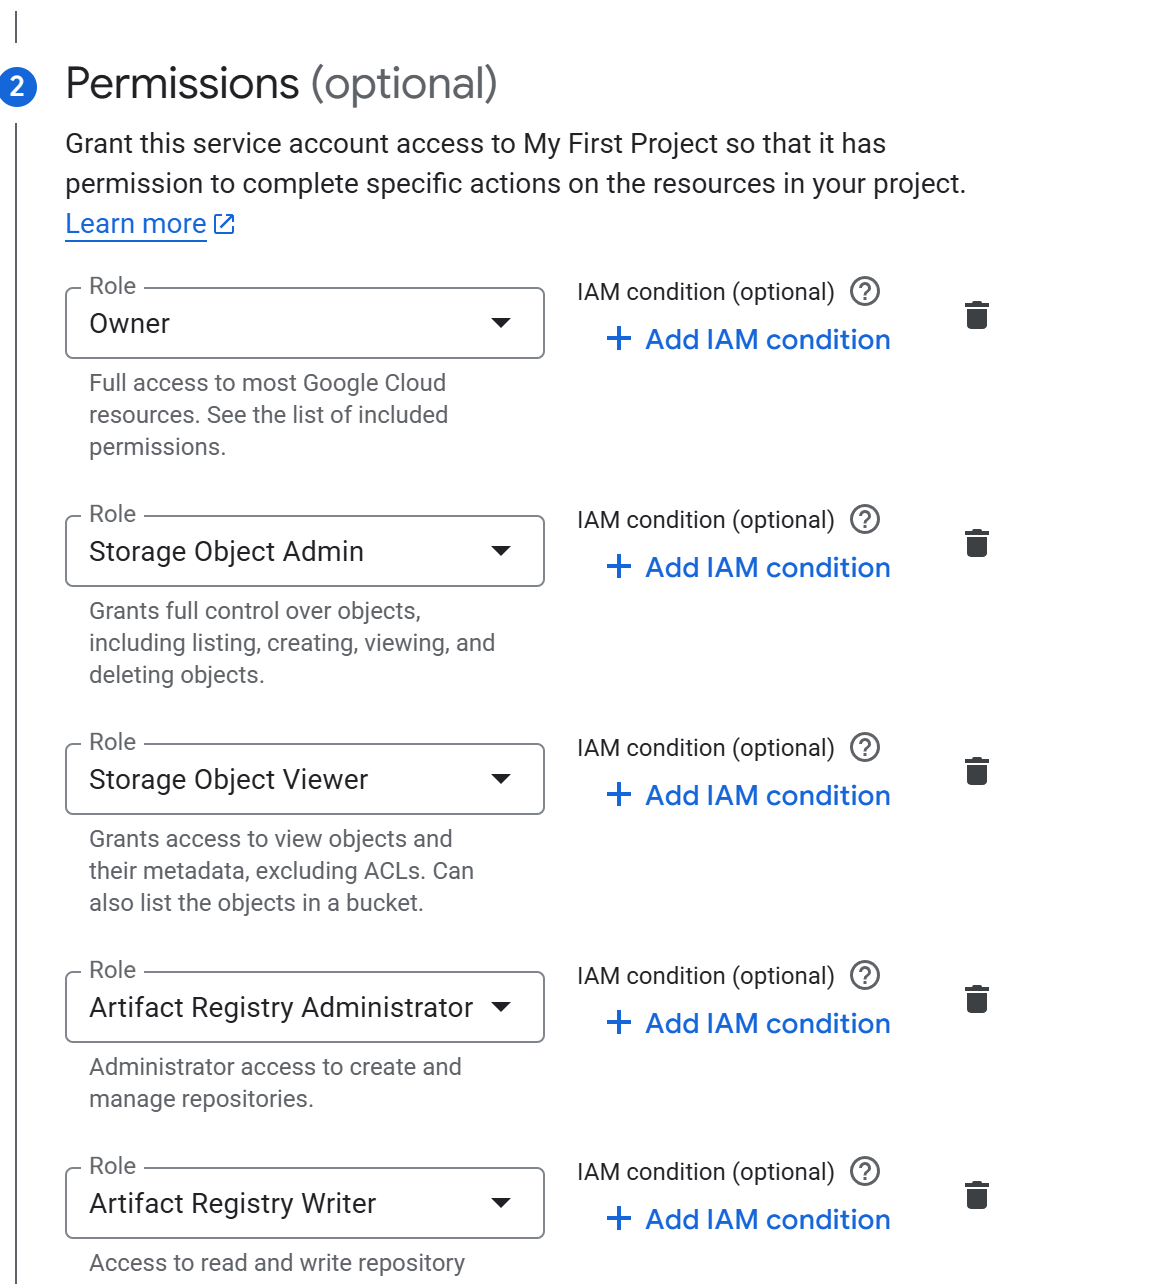 2
Permissions (optional)
Grant this service account access to My First Project so that it has
permission to complete specific actions on the resources in your project.
Learn more
Role
Owner
IAM condition (optional) ?
+ Add IAM condition
Full access to most Google Cloud
resources. See the list of included
permissions.
Role
Storage Object Admin
IAM condition (optional) ?
+ Add IAM condition
Grants full control over objects,
including listing, creating, viewing, and
deleting objects.
Role
Storage Object Viewer
IAM condition (optional) ?
+ Add IAM condition
Grants access to view objects and
their metadata, excluding ACLs. Can
also list the objects in a bucket.
Role
Artifact Registry Administrator
IAM condition (optional) ?
+ Add IAM condition
Administrator access to create and
manage repositories.
Role
Artifact Registry Writer
IAM condition (optional) ?
+ Add IAM condition
Access to read and write repository